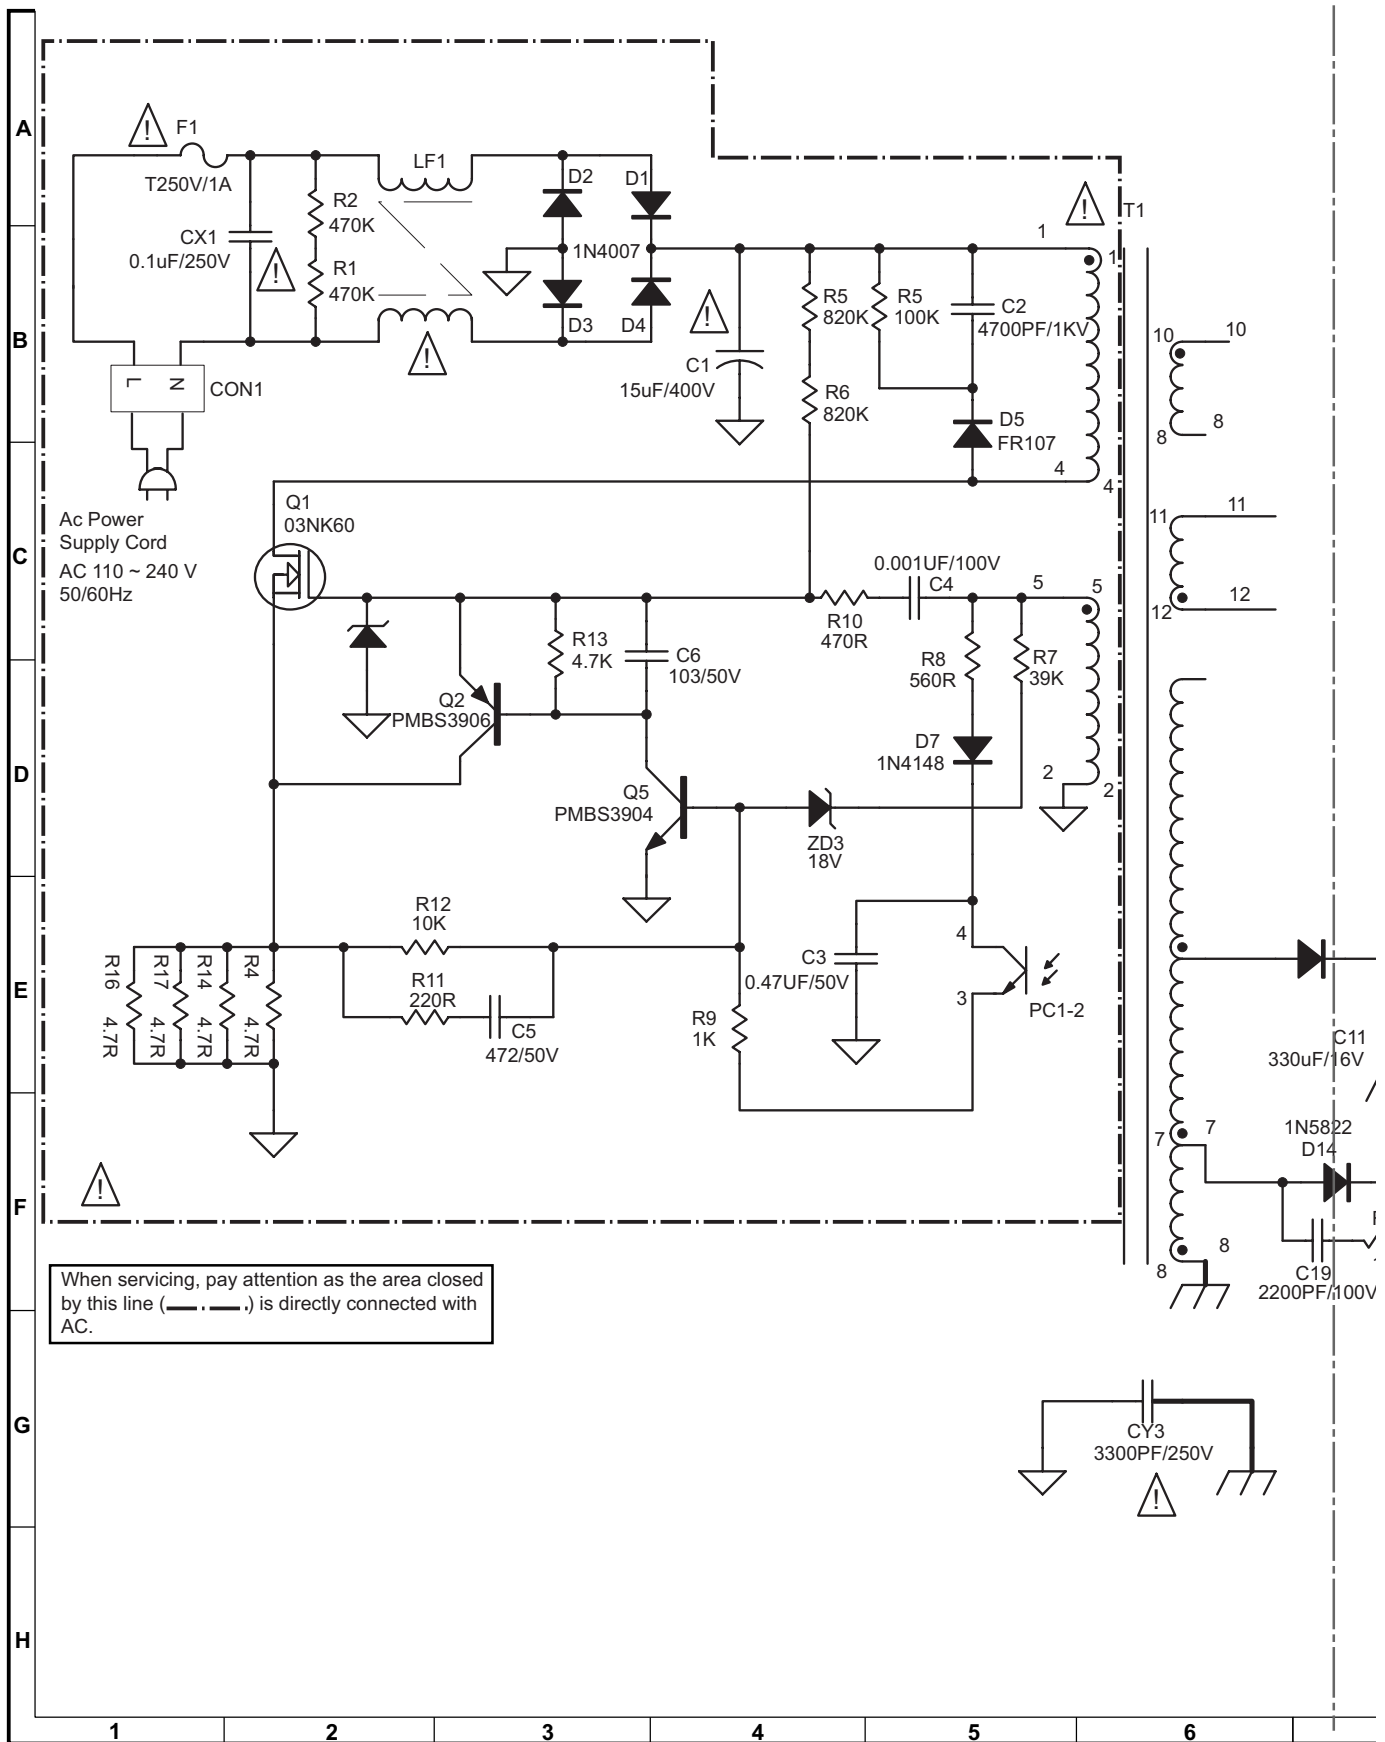 A
B
C
D
E
F
G
H
F1
T250V/1A
LF1
D2
D1
T1
R2
470K
CX1
0.1uF/250V
R1
470K
1N4007
D3
D4
1
1
R5
820K
R5
100K
C2
4700PF/1KV
C1
15uF/400V
R6
820K
D5
FR107
4
4
10
10
8
8
L
N
CON1
Ac Power
Supply Cord
AC 110 ~ 240 V
50/60Hz
Q1
03NK60
11
11
12
12
0.001UF/100V
C4
5
5
R10
470R
R13
4.7K
C6
103/50V
R8
560R
R7
39K
Q2
PMBS3906
D7
1N4148
2
2
Q5
PMBS3904
ZD3
18V
R12
10K
R11
220R
C5
472/50V
R16
4.7R
R17
4.7R
R14
4.7R
R4
4.7R
R9
1K
C3
0.47UF/50V
4
3
PC1-2
C11
330uF/16V
7
7
1N5822
D14
8
8
C19
2200PF/100V
When servicing, pay attention as the area closed
by this line ( ) is directly connected with
AC.
CY3
3300PF/250V
!
!
!
!
!
!
!
1
2
3
4
5
6